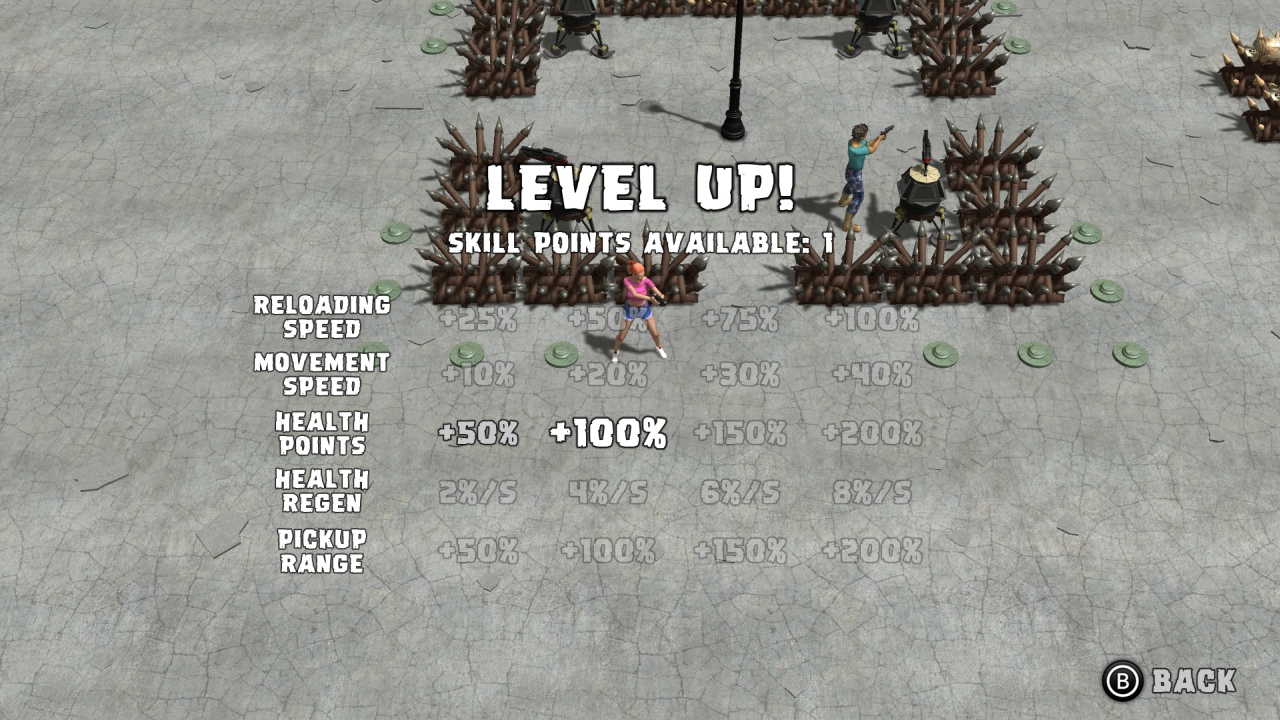 LEVEL UP!
SKILL POINTS AVAILABLE: 1
RELOADING
SPEED
+25% +50% +75% +100%
MOVEMENT
SPEED
+10% +20% +30% +40%
HEALTH
POINTS
+50% +100% +150% +200%
HEALTH
REGEN
2%/S 4%/S 6%/S 8%/S
PICKUP
RANGE
+50% +100% +150% +200%
B BACK